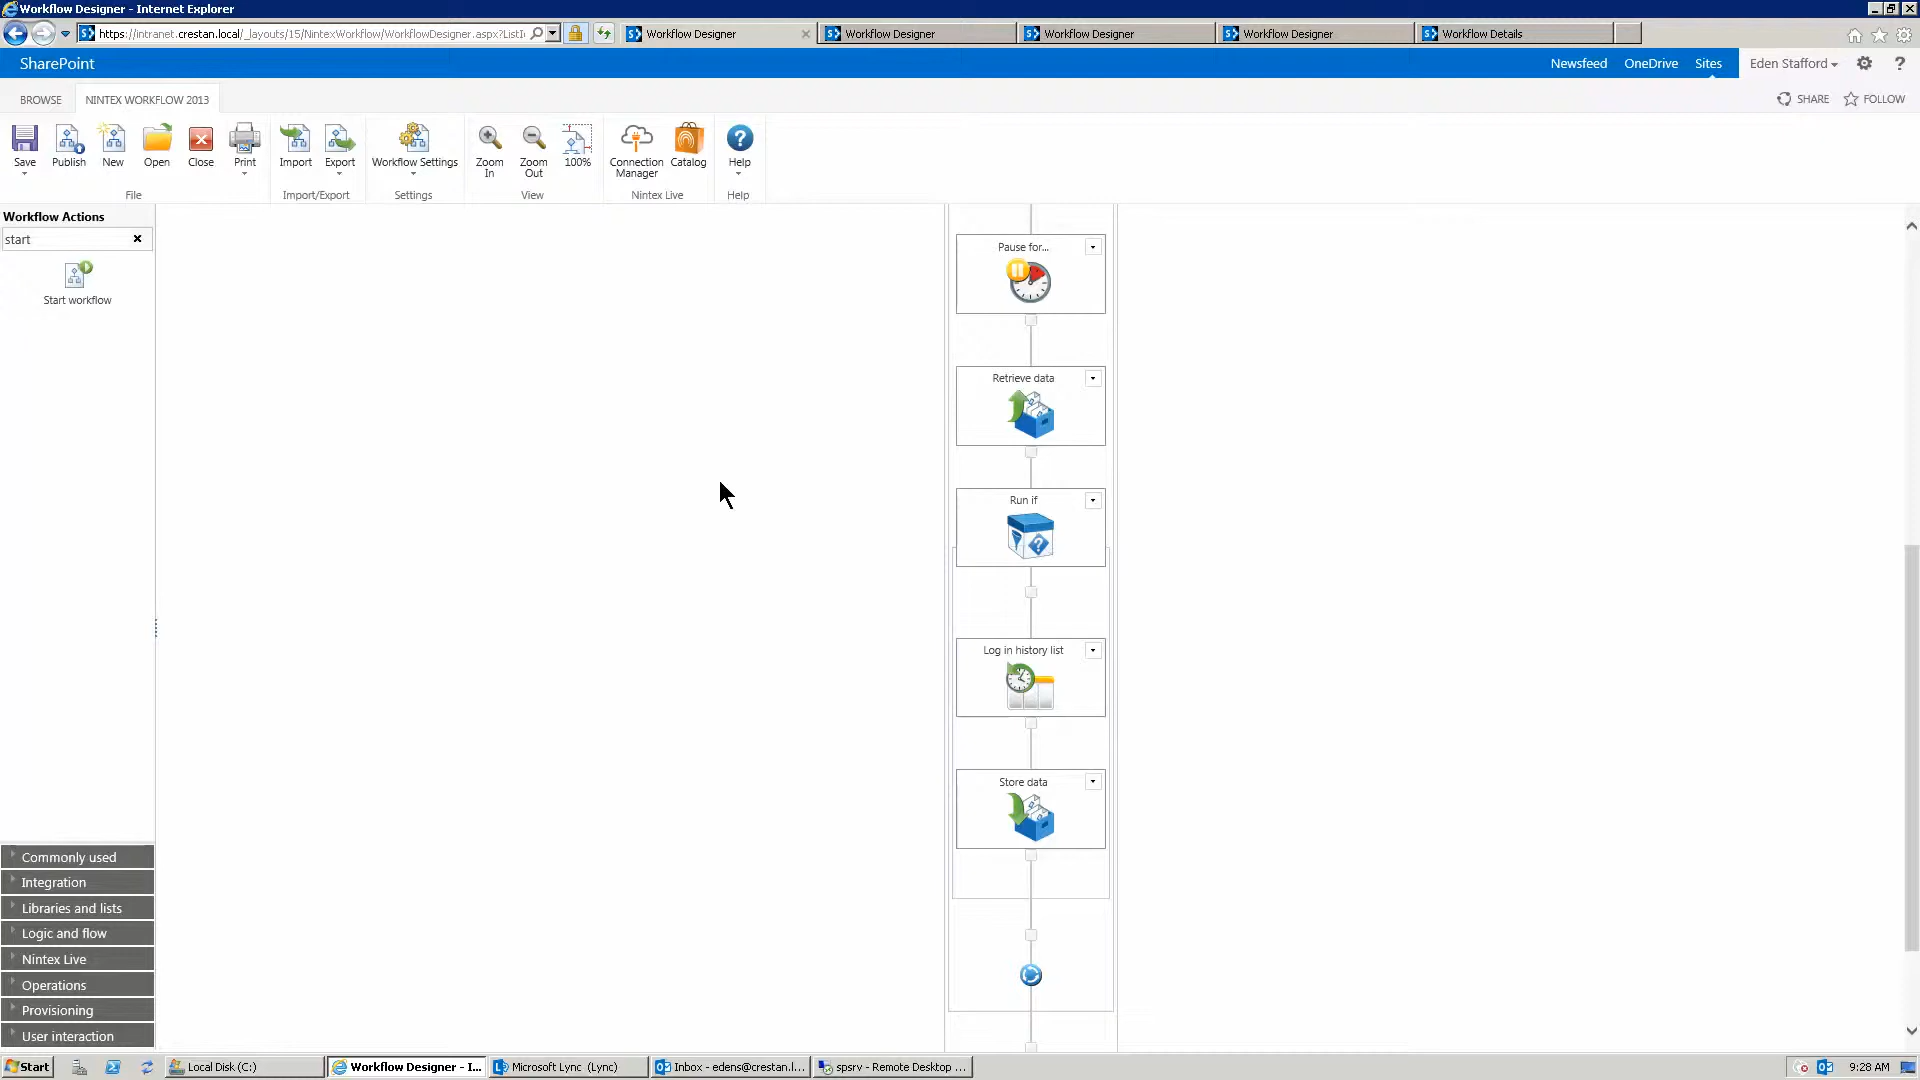 Workflow Designer - Internet Explorer
https://intranet.crestan.local/_layouts/15/NintexWorkflow/WorkflowDesigner.aspx?ListI
Workflow Designer
Workflow Designer
Workflow Designer
Workflow Designer
Workflow Details
SharePoint
Newsfeed
OneDrive
Sites
Eden Stafford
?
BROWSE
NINTEX WORKFLOW 2013
SHARE
FOLLOW
Save
Publish
New
Open
Close
Print
Import
Export
Workflow Settings
Zoom In
Zoom Out
100%
Connection Manager
Catalog
Help
File
Import/Export
Settings
View
Nintex Live
Help
Workflow Actions
start
Start workflow
Pause for...
Retrieve data
Run if
Log in history list
Store data
Commonly used
Integration
Libraries and lists
Logic and flow
Nintex Live
Operations
Provisioning
User interaction
Start
Local Disk (C:)
Workflow Designer - I...
Microsoft Lync (Lync)
Inbox - edens@crestan.l...
spsrv - Remote Desktop ...
9:28 AM